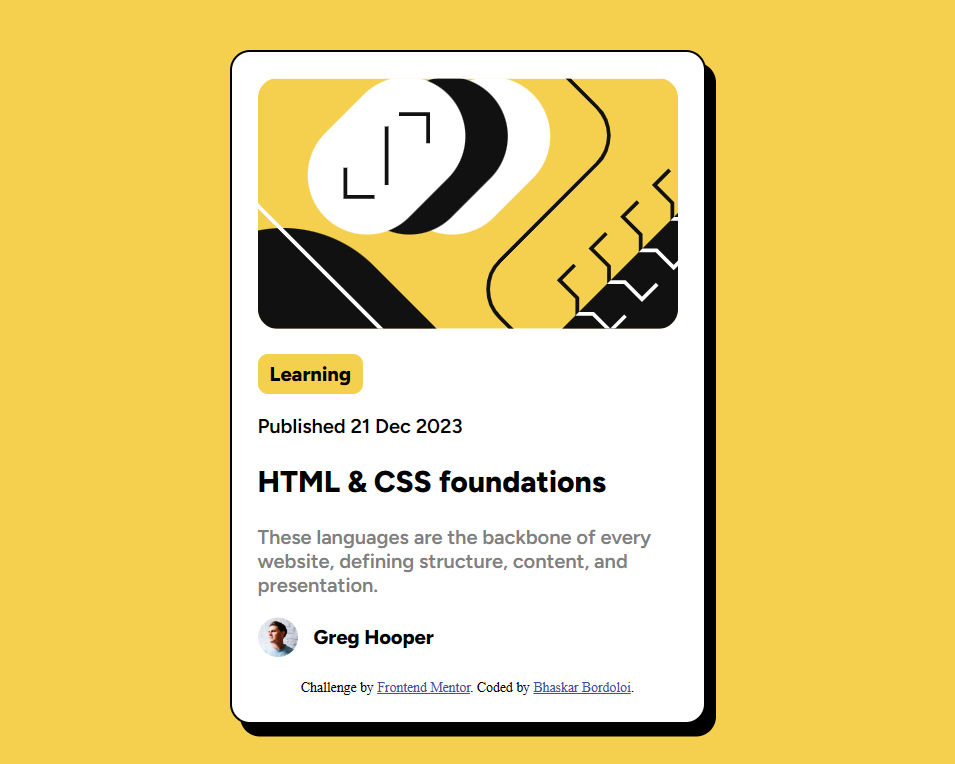 Learning
Published 21 Dec 2023
HTML & CSS foundations
These languages are the backbone of every
website, defining structure, content, and
presentation.
Greg Hooper
Challenge by Frontend Mentor. Coded by Bhaskar Bordoloi.